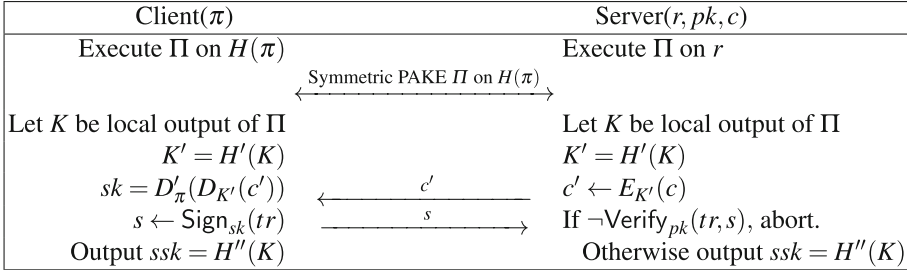 Client(π) Server(r, pk, c)
Execute Π on H(π) Execute Π on r
Symmetric PAKE Π on H(π)
Let K be local output of Π Let K be local output of Π
K′ = H′(K) K′ = H′(K)
sk = D′π(DK′(c′)) c′ c′ ← EK′(c)
s ← Signsk(tr) s If ¬Verifypk(tr, s), abort.
Output ssk = H′′(K) Otherwise output ssk = H′′(K)